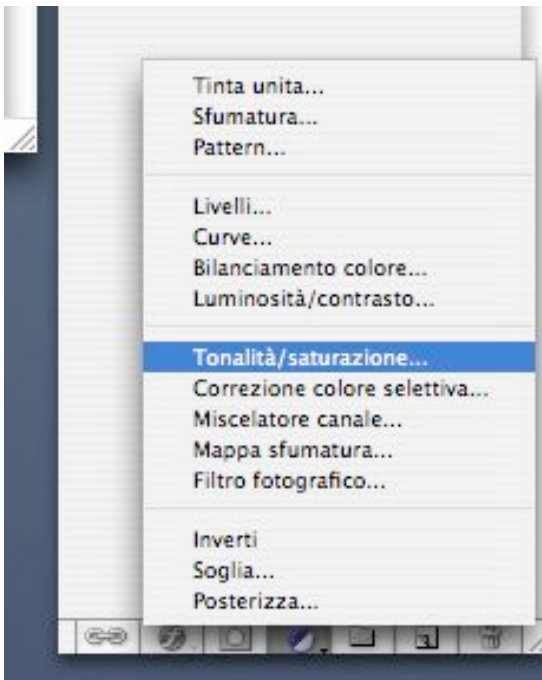 Tinta unita...
Sfumatura...
Pattern...
Livelli...
Curve...
Bilanciamento colore...
Luminosità/contrasto...
Tonalità/saturazione...
Correzione colore selettiva...
Miscelatore canale...
Mappa sfumatura...
Filtro fotografico...
Inverti
Soglia...
Posterizza...